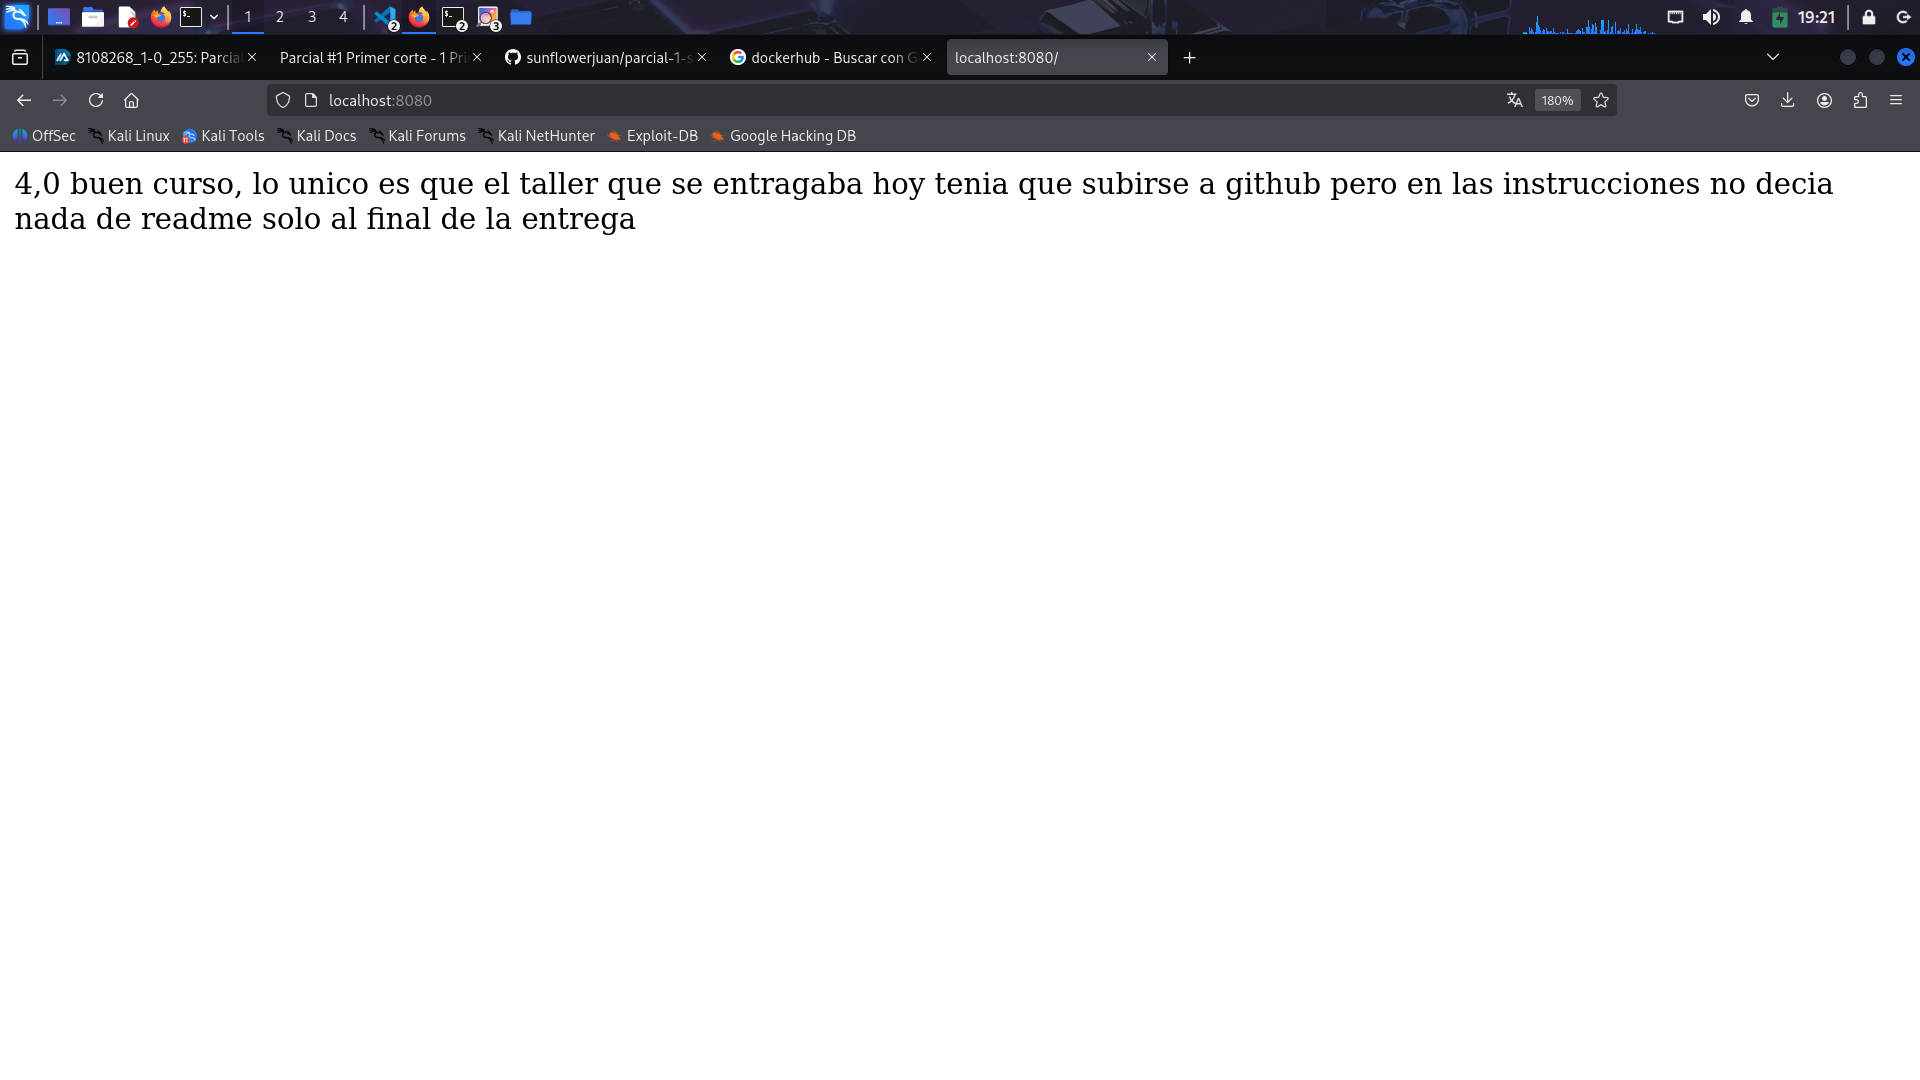 1 2 3 4 2 2 3 19:21
8108268_1-0_255: Parcial Parcial #1 Primer corte - 1 Pri sunflowerjuan/parcial-1-s dockerhub - Buscar con G localhost:8080/
localhost:8080 180%
OffSec Kali Linux Kali Tools Kali Docs Kali Forums Kali NetHunter Exploit-DB Google Hacking DB
4,0 buen curso, lo unico es que el taller que se entragaba hoy tenia que subirse a github pero en las instrucciones no decia
nada de readme solo al final de la entrega